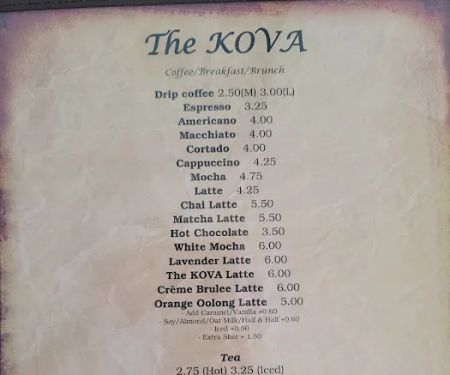 The KOVA
Coffee/Breakfast/Brunch
Drip coffee 2.50(M) 3.00(L)
Espresso 3.25
Americano 4.00
Macchiato 4.00
Cortado 4.00
Cappuccino 4.25
Mocha 4.75
Latte 4.25
Chai Latte 5.50
Matcha Latte 5.50
Hot Chocolate 3.50
White Mocha 6.00
Lavender Latte 6.00
The KOVA Latte 6.00
Crème Brulee Latte 6.00
Orange Oolong Latte 5.00
- Add Caramel/Vanilla +0.60
Soy/Almond/Oat Milk/Half & Half +0.60
- Iced +0.50
- Extra Shot + 1.50
Tea
2.75 (Hot) 3.25 (Iced)